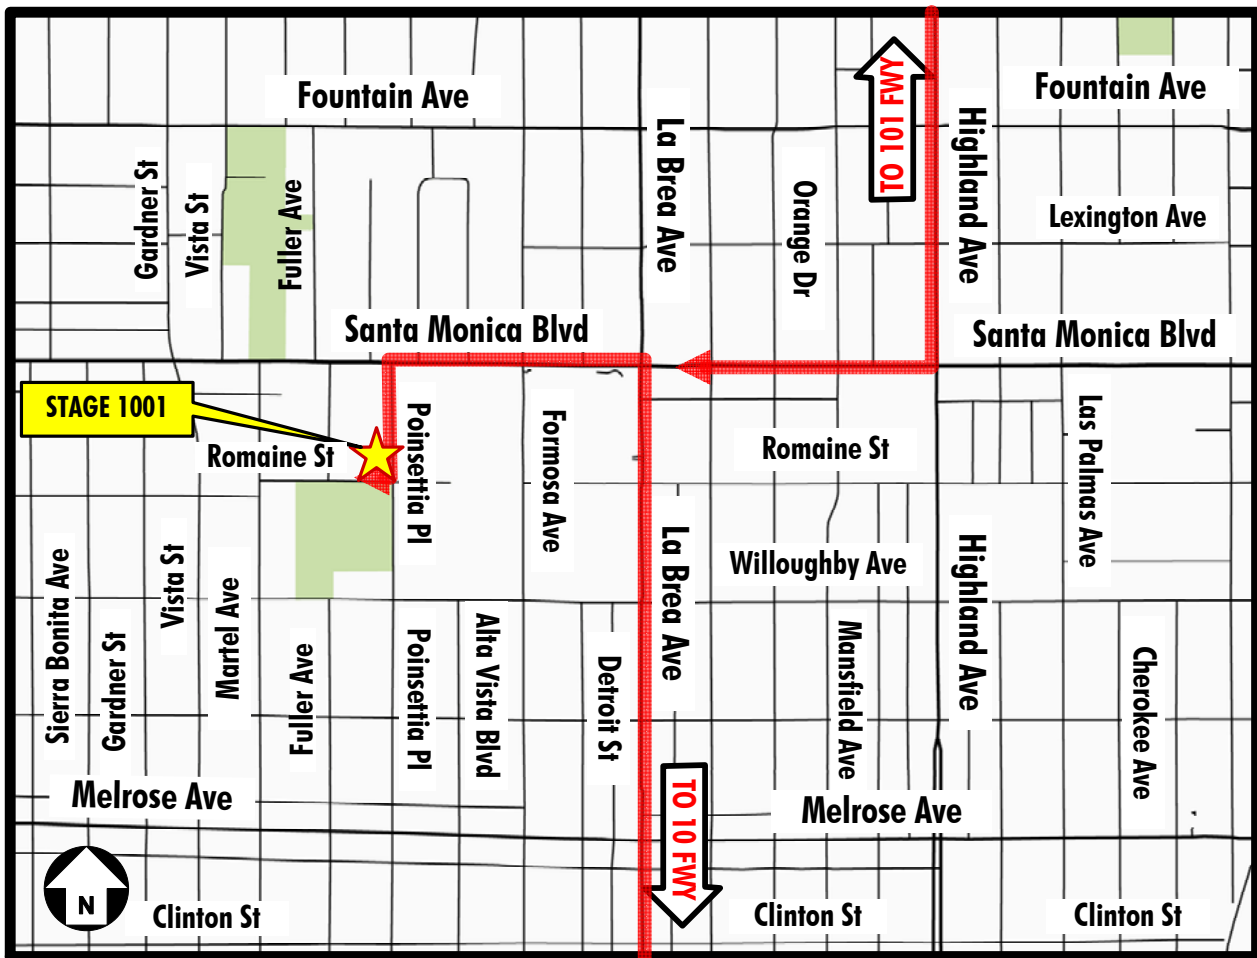 Fountain Ave
Fountain Ave
TO 101 FWY
La Brea Ave
Highland Ave
Gardner St
Vista St
Fuller Ave
Orange Dr
Lexington Ave
Santa Monica Blvd
Santa Monica Blvd
STAGE 1001
Romaine St
Poinsettia Pl
Formosa Ave
Romaine St
Las Palmas Ave
Willoughby Ave
La Brea Ave
Highland Ave
Sierra Bonita Ave
Gardner St
Vista St
Martel Ave
Fuller Ave
Poinsettia Pl
Alta Vista Blvd
Detroit St
Mansfield Ave
Cherokee Ave
Melrose Ave
Melrose Ave
TO 10 FWY
N
Clinton St
Clinton St
Clinton St